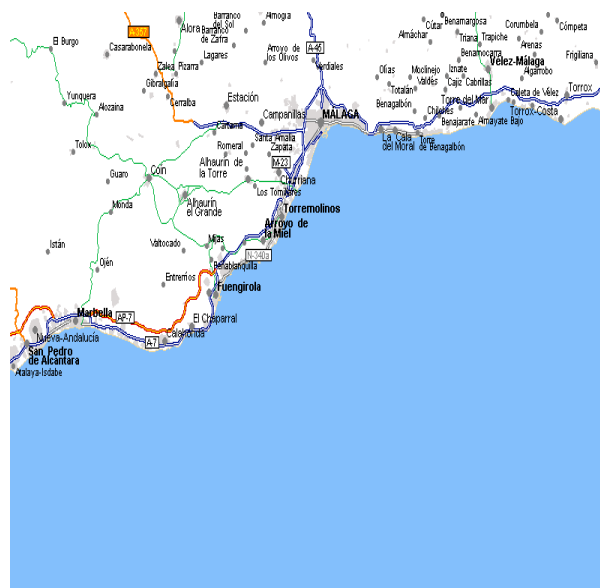 Barranco del Sol
Almogía
Alora
Barranco de Zafra
Cútar
Benamargosa
Corumbela
Cómpeta
A-357
Almáchar
Triana
Trapiche
El Burgo
Casarabonela
Lagares
Arroyo de los Olivos
A-45
Benamocarra
Arenas
Frigiliana
Zalea
Pizarra
Verdiales
Olías
Moclinejo
Iznate
Vélez-Málaga
Gibralgalia
Totalán
Valdés
Cajiz
Cabrillas
Algarrobo
Yunquera
Cerralba
Estación
Benagalbón
Chilches
Torre del Mar
Caleta de Vélez
Torrox
Alozaina
Cártama
Campanillas
MÁLAGA
Benajarafe
Almayate Bajo
Torrox-Costa
Santa Amalia
La Cala del Moral
Torre de Benagalbón
Tolox
Romeral
Zapata
Alhaurín de la Torre
M-23
Guaro
Coín
Churriana
Los Tomillares
Monda
Alhaurín el Grande
Torremolinos
Arroyo de la Miel
Istán
Valtocado
Mijas
N-340a
Ojén
Peñablanquilla
Entrerríos
Fuengirola
Marbella
AP-7
El Chaparral
Nueva-Andalucía
A-7
Calahonda
San Pedro de Alcántara
Atalaya-Isdabe